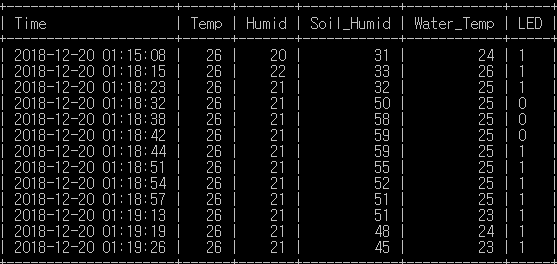 Time Temp Humid Soil_Humid Water_Temp LED
2018-12-20 01:15:08 26 20 31 24 1
2018-12-20 01:18:15 26 22 33 26 1
2018-12-20 01:18:23 26 21 32 25 1
2018-12-20 01:18:32 26 21 50 25 0
2018-12-20 01:18:38 26 21 58 25 0
2018-12-20 01:18:42 26 21 59 25 0
2018-12-20 01:18:44 26 21 59 25 1
2018-12-20 01:18:51 26 21 55 25 1
2018-12-20 01:18:54 26 21 52 25 1
2018-12-20 01:18:57 26 21 51 25 1
2018-12-20 01:19:13 26 21 51 23 1
2018-12-20 01:19:19 26 21 48 24 1
2018-12-20 01:19:26 26 21 45 23 1